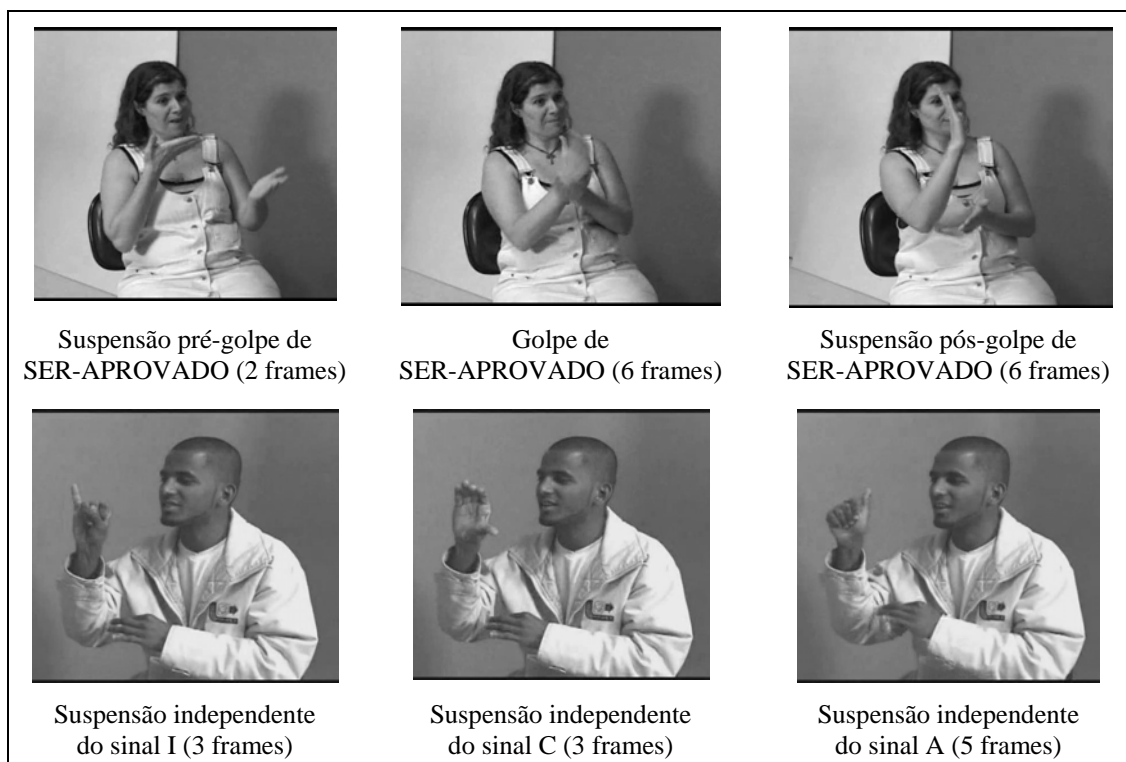 Suspensão pré-golpe de
SER-APROVADO (2 frames)
Golpe de
SER-APROVADO (6 frames)
Suspensão pós-golpe de
SER-APROVADO (6 frames)
Suspensão independente
do sinal I (3 frames)
Suspensão independente
do sinal C (3 frames)
Suspensão independente
do sinal A (5 frames)